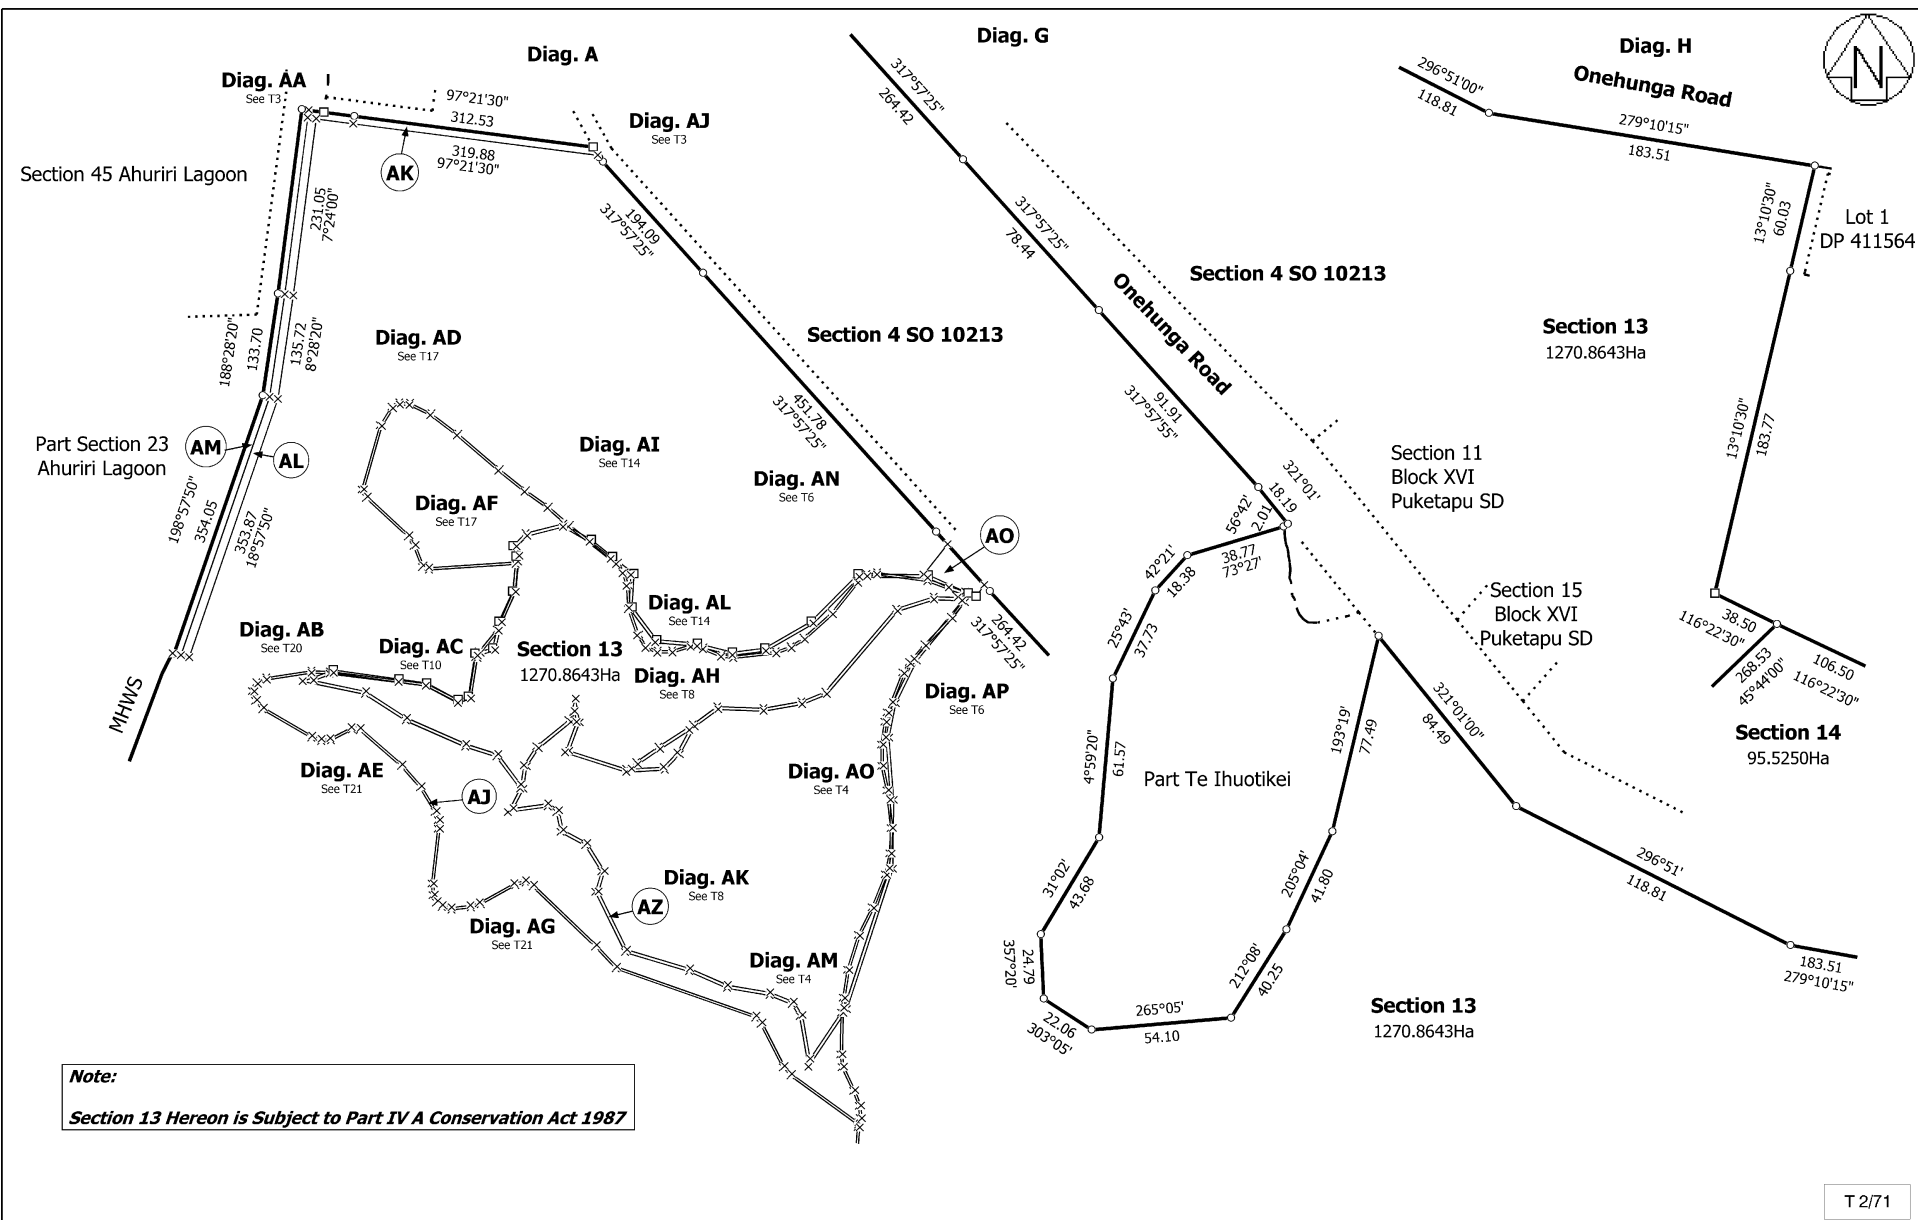 Diag. A
Diag. G
Diag. H
Onehunga Road
N
Diag. AA
See T3
97°21'30"
312.53
319.88
97°21'30"
AK
Diag. AJ
See T3
Section 45 Ahuriri Lagoon
231.05
7°24'00"
194.09
317°57'25"
188°28'20"
133.70
135.72
8°28'20"
Diag. AD
See T17
Section 4 SO 10213
451.78
317°57'25"
Part Section 23
Ahuriri Lagoon
AM
AL
198°57'50"
354.05
353.87
18°57'50"
Diag. AI
See T14
Diag. AN
See T6
Diag. AF
See T17
AO
Diag. AL
See T14
264.42
317°57'25"
Diag. AB
See T20
Diag. AC
See T10
Section 13
1270.8643Ha
Diag. AH
See T8
Diag. AP
See T6
MHWS
Diag. AE
See T21
AJ
Diag. AO
See T4
Diag. AK
See T8
AZ
Diag. AG
See T21
Diag. AM
See T4
Note:
Section 13 Hereon is Subject to Part IV A Conservation Act 1987
317°57'25"
264.42
317°57'25"
78.44
Section 4 SO 10213
Onehunga Road
91.91
317°57'55"
321°01'
18.19
56°42'
2.01
38.77
73°27'
42°21'
18.38
25°43'
37.73
4°59'20"
61.57
31°02'
43.68
24.79
357°20'
22.06
303°05'
265°05'
54.10
212°08'
40.25
205°04'
41.80
193°19'
77.49
Part Te Ihuotikei
Section 11
Block XVI
Puketapu SD
Section 15
Block XVI
Puketapu SD
321°01'00"
84.49
296°51'
118.81
183.51
279°10'15"
Section 13
1270.8643Ha
296°51'00"
118.81
279°10'15"
183.51
13°10'30"
60.03
Lot 1
DP 411564
Section 13
1270.8643Ha
13°10'30"
183.77
38.50
116°22'30"
268.53
45°44'00"
106.50
116°22'30"
Section 14
95.5250Ha
T 2/71